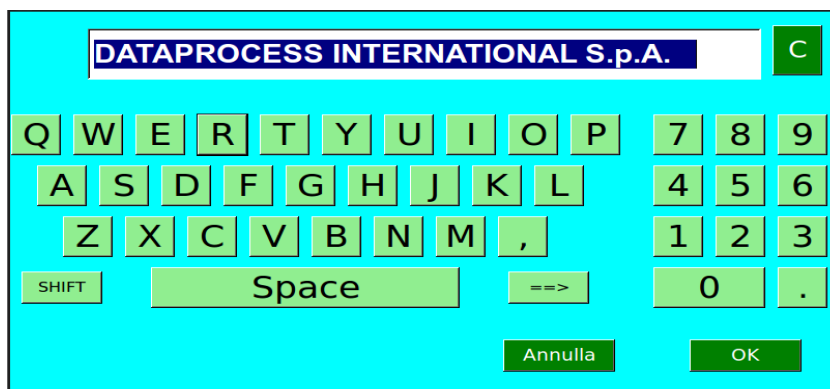 DATAPROCESS INTERNATIONAL S.p.A. C
Q W E R T Y U I O P 7 8 9
A S D F G H J K L 4 5 6
Z X C V B N M , 1 2 3
SHIFT Space ==> 0 .
Annulla OK